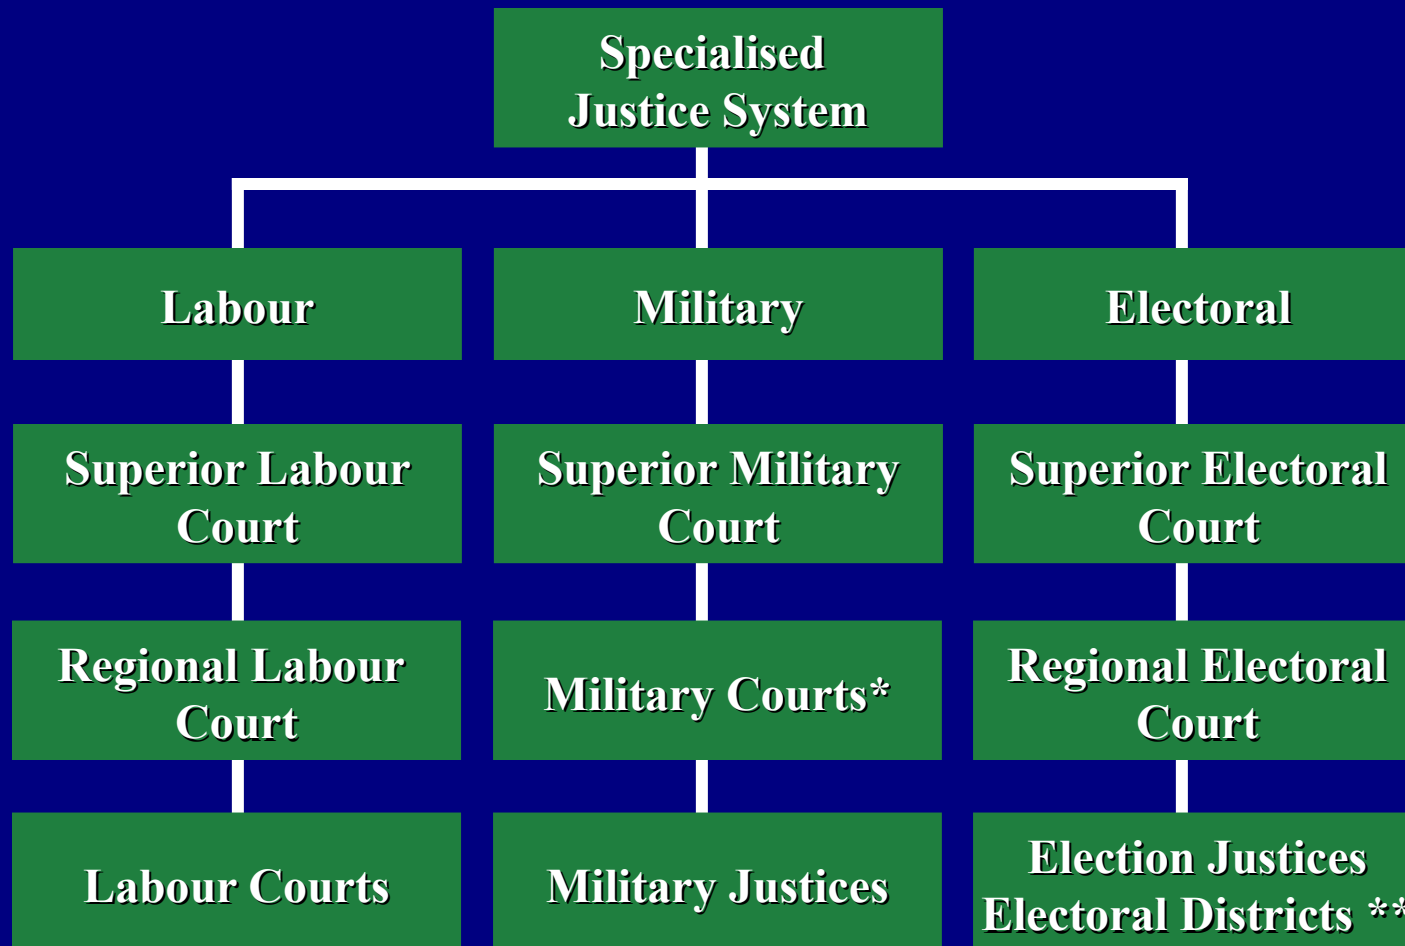 Specialised
Justice System
Labour
Military
Electoral
Superior Labour
Court
Superior Military
Court
Superior Electoral
Court
Regional Labour
Court
Military Courts*
Regional Electoral
Court
Labour Courts
Military Justices
Election Justices
Electoral Districts **